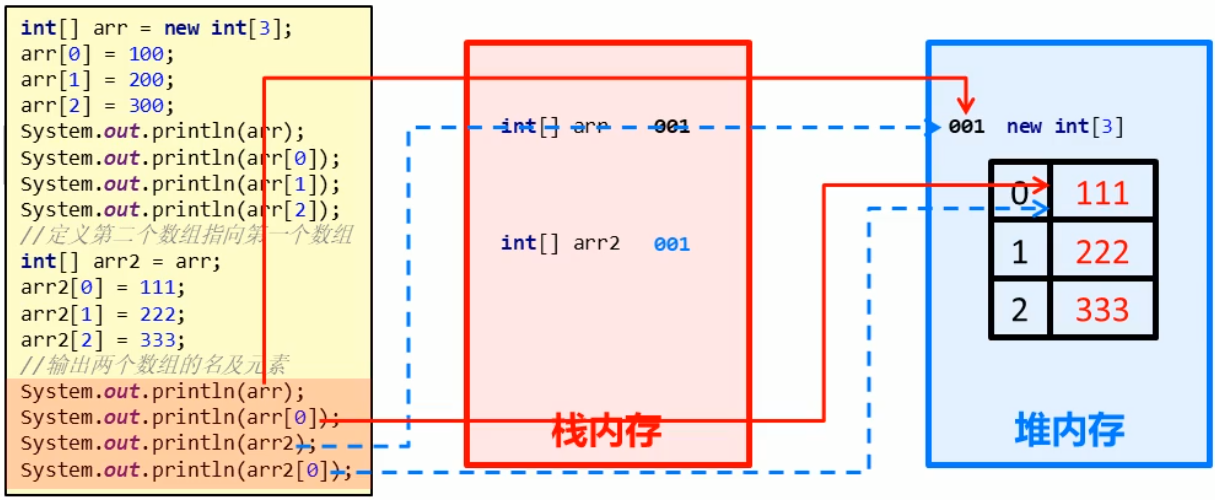 int[] arr = new int[3];
arr[0] = 100;
arr[1] = 200;
arr[2] = 300;
System.out.println(arr);
System.out.println(arr[0]);
System.out.println(arr[1]);
System.out.println(arr[2]);
//定义第二个数组指向第一个数组
int[] arr2 = arr;
arr2[0] = 111;
arr2[1] = 222;
arr2[2] = 333;
//输出两个数组的名及元素
System.out.println(arr);
System.out.println(arr[0]);
System.out.println(arr2);
System.out.println(arr2[0]);
int[] arr 001
int[] arr2 001
栈内存
001 new int[3]
0 111
1 222
2 333
堆内存